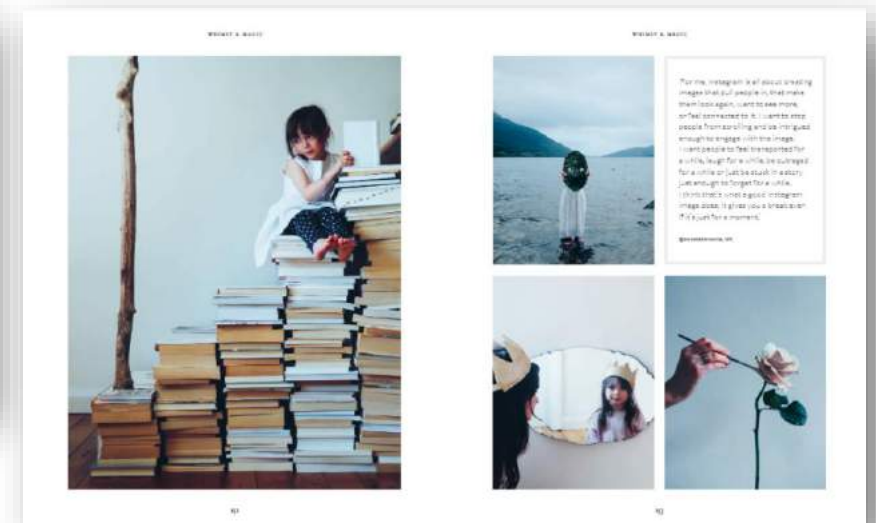 WHIMSY & MAGIC
WHIMSY & MAGIC
'For me, Instagram is all about creating
images that pull people in, that make
them look again, want to see more,
or feel connected to it. I want to stop
people from scrolling and be intrigued
enough to engage with the image.
I want people to feel transported for
a while, laugh for a while, be outraged
for a while or just be stuck in a story
just enough to forget for a while.
I think that's what a good Instagram
image does; it gives you a break even
if it's just for a moment.'